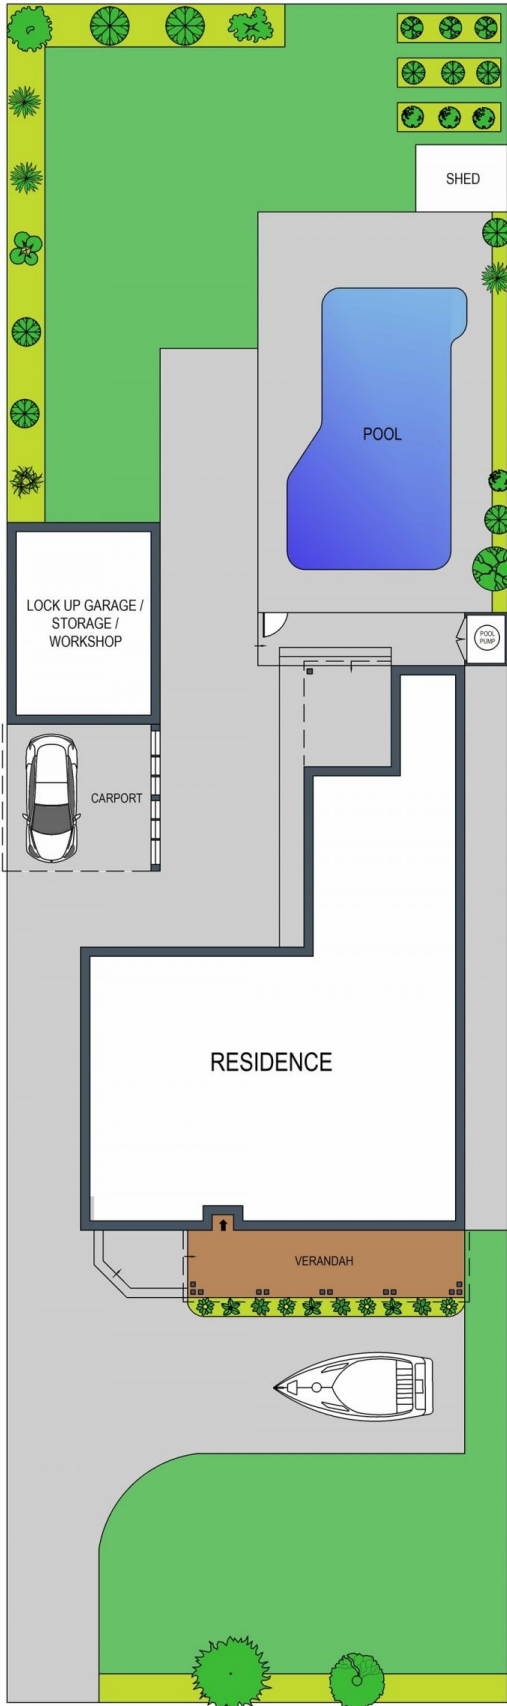 SHED
POOL
LOCK UP GARAGE /
STORAGE /
WORKSHOP
POOL
PUMP
CARPORT
RESIDENCE
VERANDAH